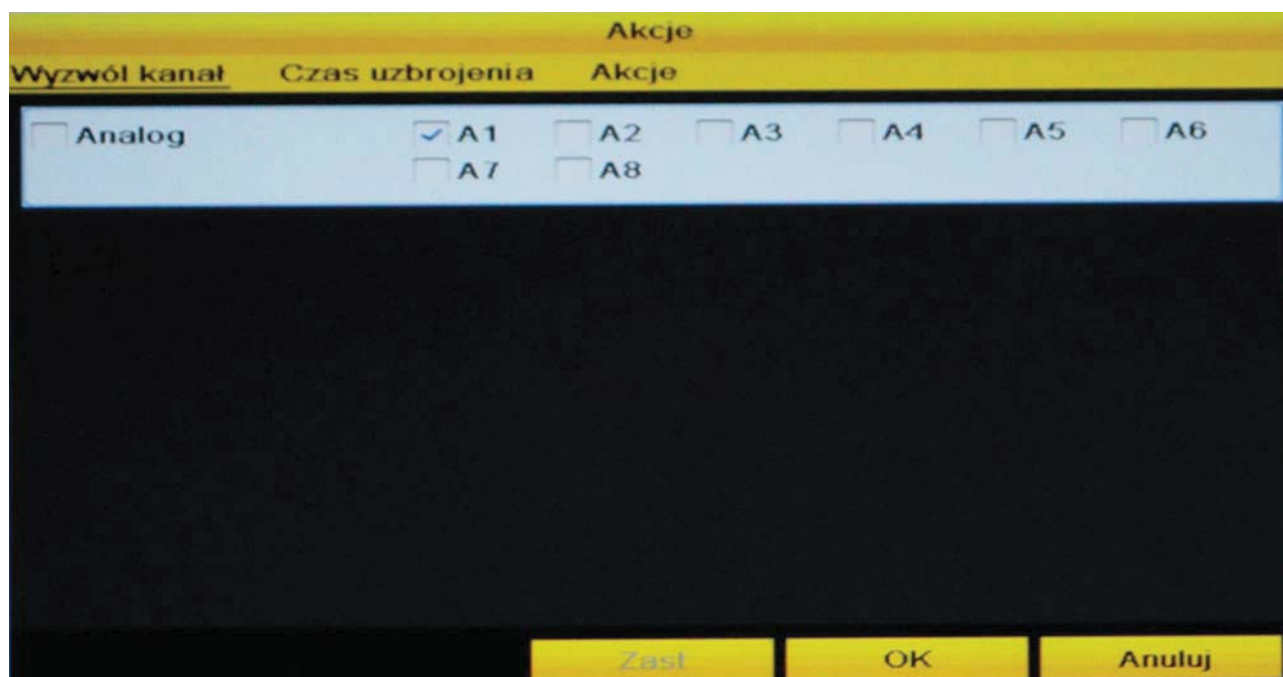 Akcje
Wyzwól kanał Czas uzbrojenia Akcje
Analog A1 A2 A3 A4 A5 A6
A7 A8
Zast OK Anuluj